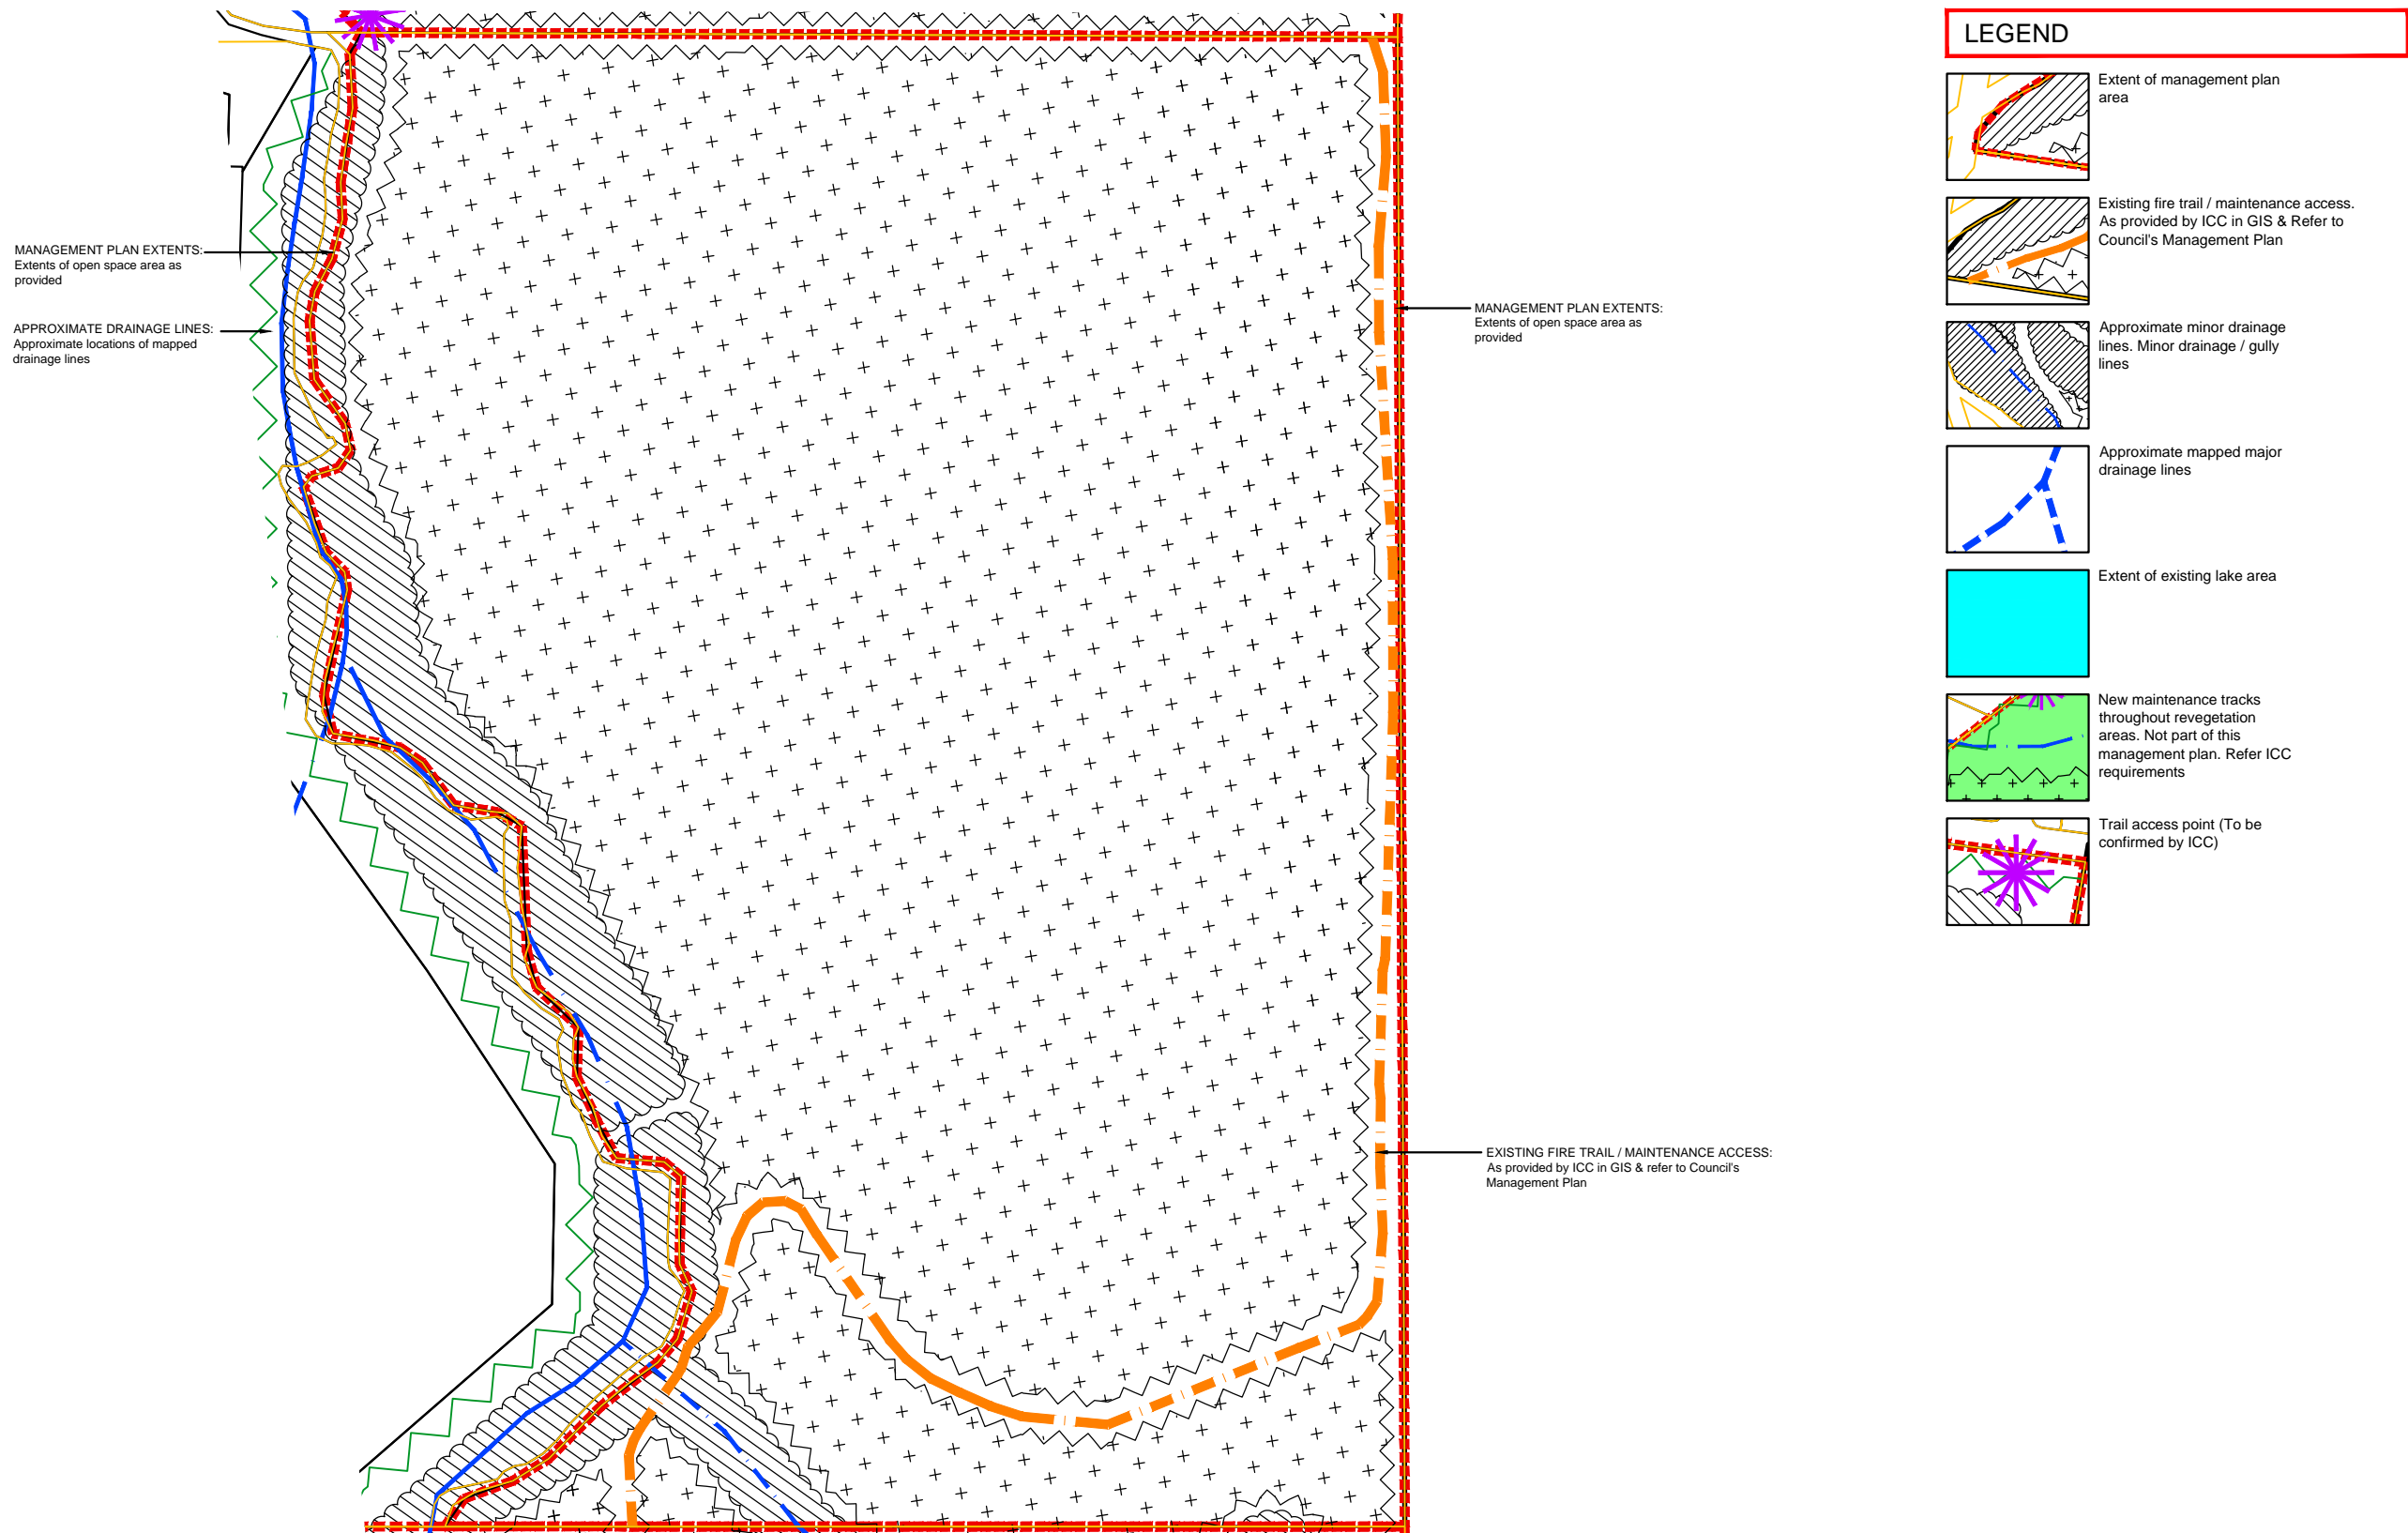 MANAGEMENT PLAN EXTENTS:
Extents of open space area as
provided
APPROXIMATE DRAINAGE LINES:
Approximate locations of mapped
drainage lines
MANAGEMENT PLAN EXTENTS:
Extents of open space area as
provided
EXISTING FIRE TRAIL / MAINTENANCE ACCESS:
As provided by ICC in GIS & refer to Council's
Management Plan
LEGEND
Extent of management plan
area
Existing fire trail / maintenance access.
As provided by ICC in GIS & Refer to
Council's Management Plan
Approximate minor drainage
lines. Minor drainage / gully
lines
Approximate mapped major
drainage lines
Extent of existing lake area
New maintenance tracks
throughout revegetation
areas. Not part of this
management plan. Refer ICC
requirements
Trail access point (To be
confirmed by ICC)